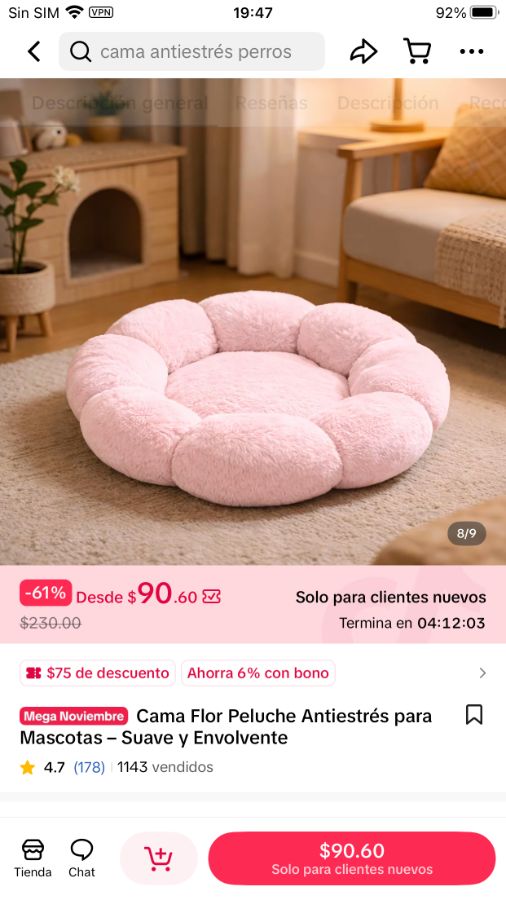 Sin SIM VPN 19:47 92%
cama antiestrés perros
Descripción general Reseñas Descripción Reco
8/9
-61% Desde $90.60 Solo para clientes nuevos
$230.00 Termina en 04:12:03
$75 de descuento Ahorra 6% con bono
Mega Noviembre Cama Flor Peluche Antiestrés para
Mascotas – Suave y Envolvente
4.7 (178) 1143 vendidos
$90.60
Tienda Chat Solo para clientes nuevos